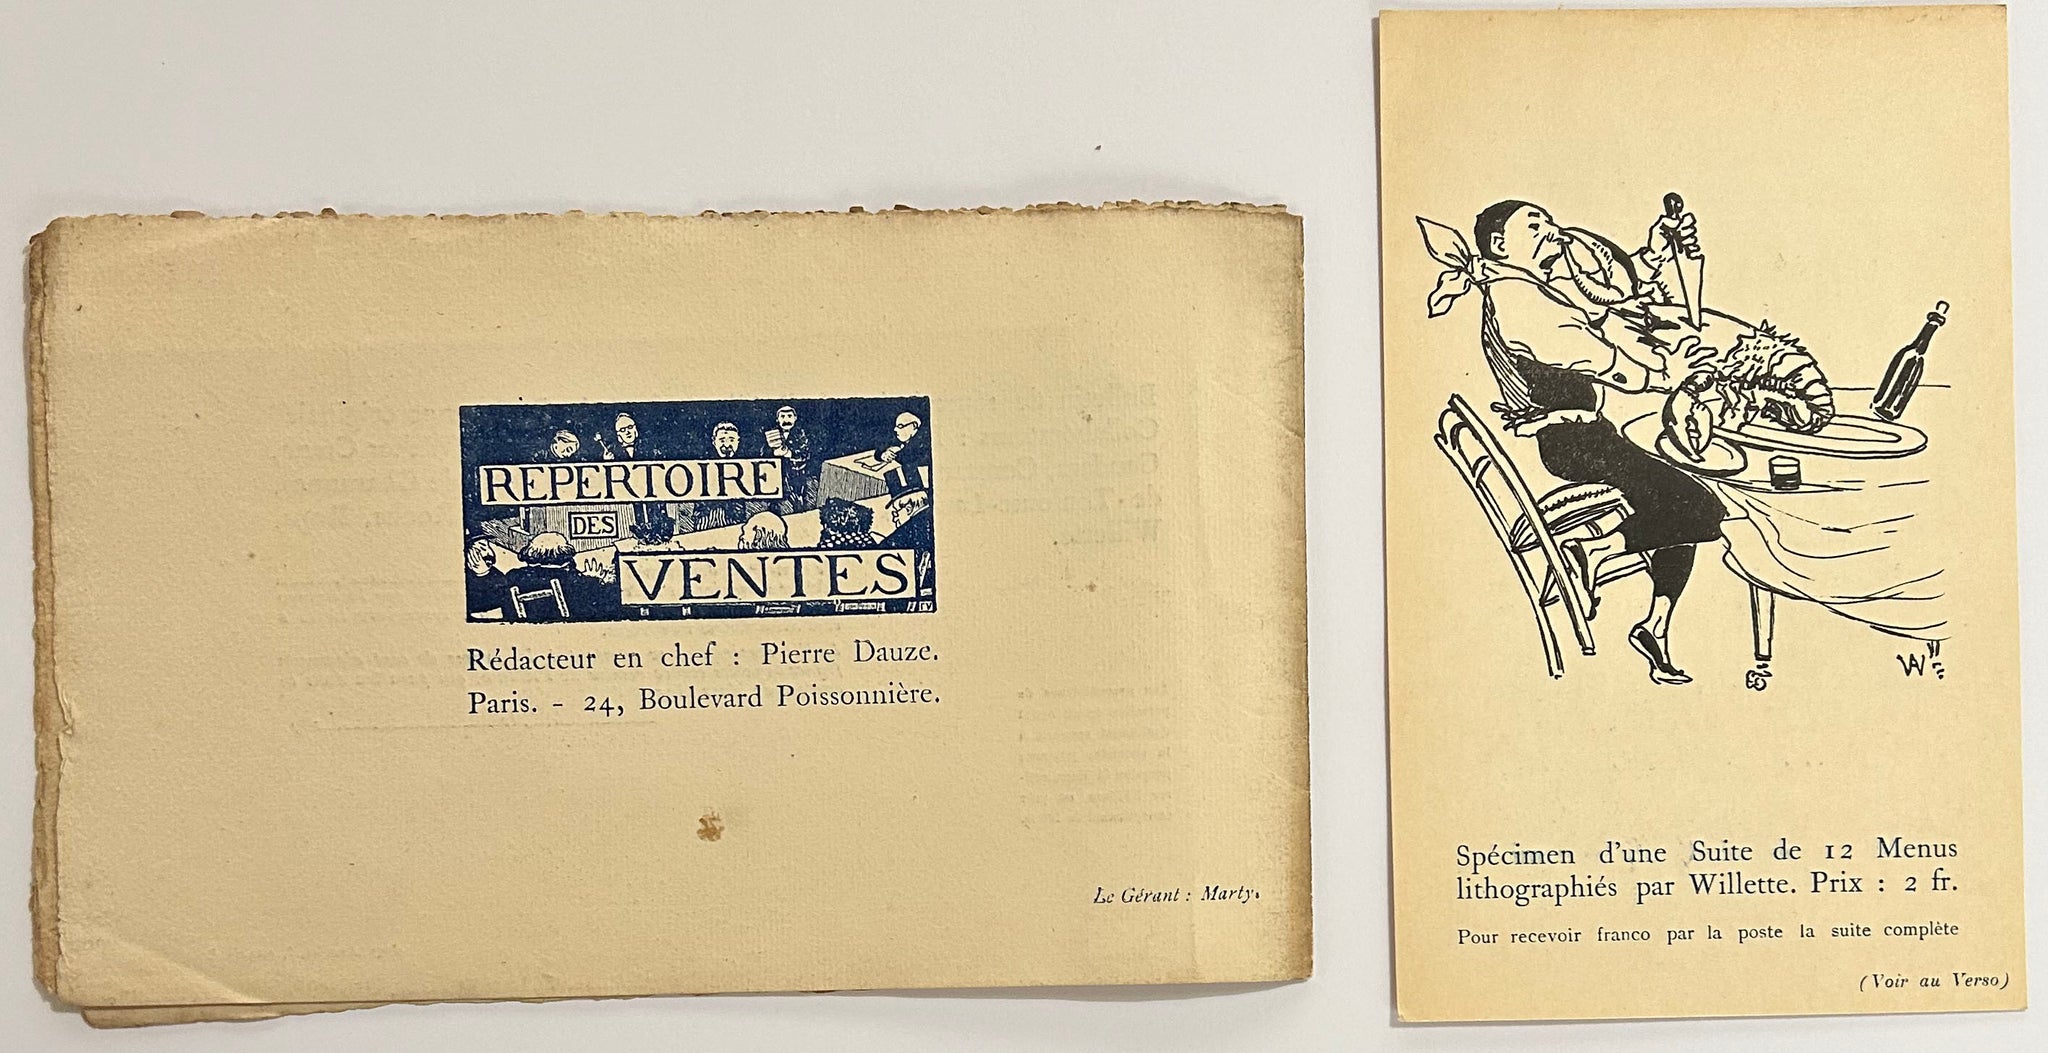 REPERTOIRE
DES
VENTES
Rédacteur en chef : Pierre Dauze.
Paris. - 24, Boulevard Poissonnière.
Le Gérant : Marty.
Spécimen d'une Suite de 12 Menus
lithographiés par Willette. Prix : 2 fr.
Pour recevoir franco par la poste la suite complète
(Voir au Verso)